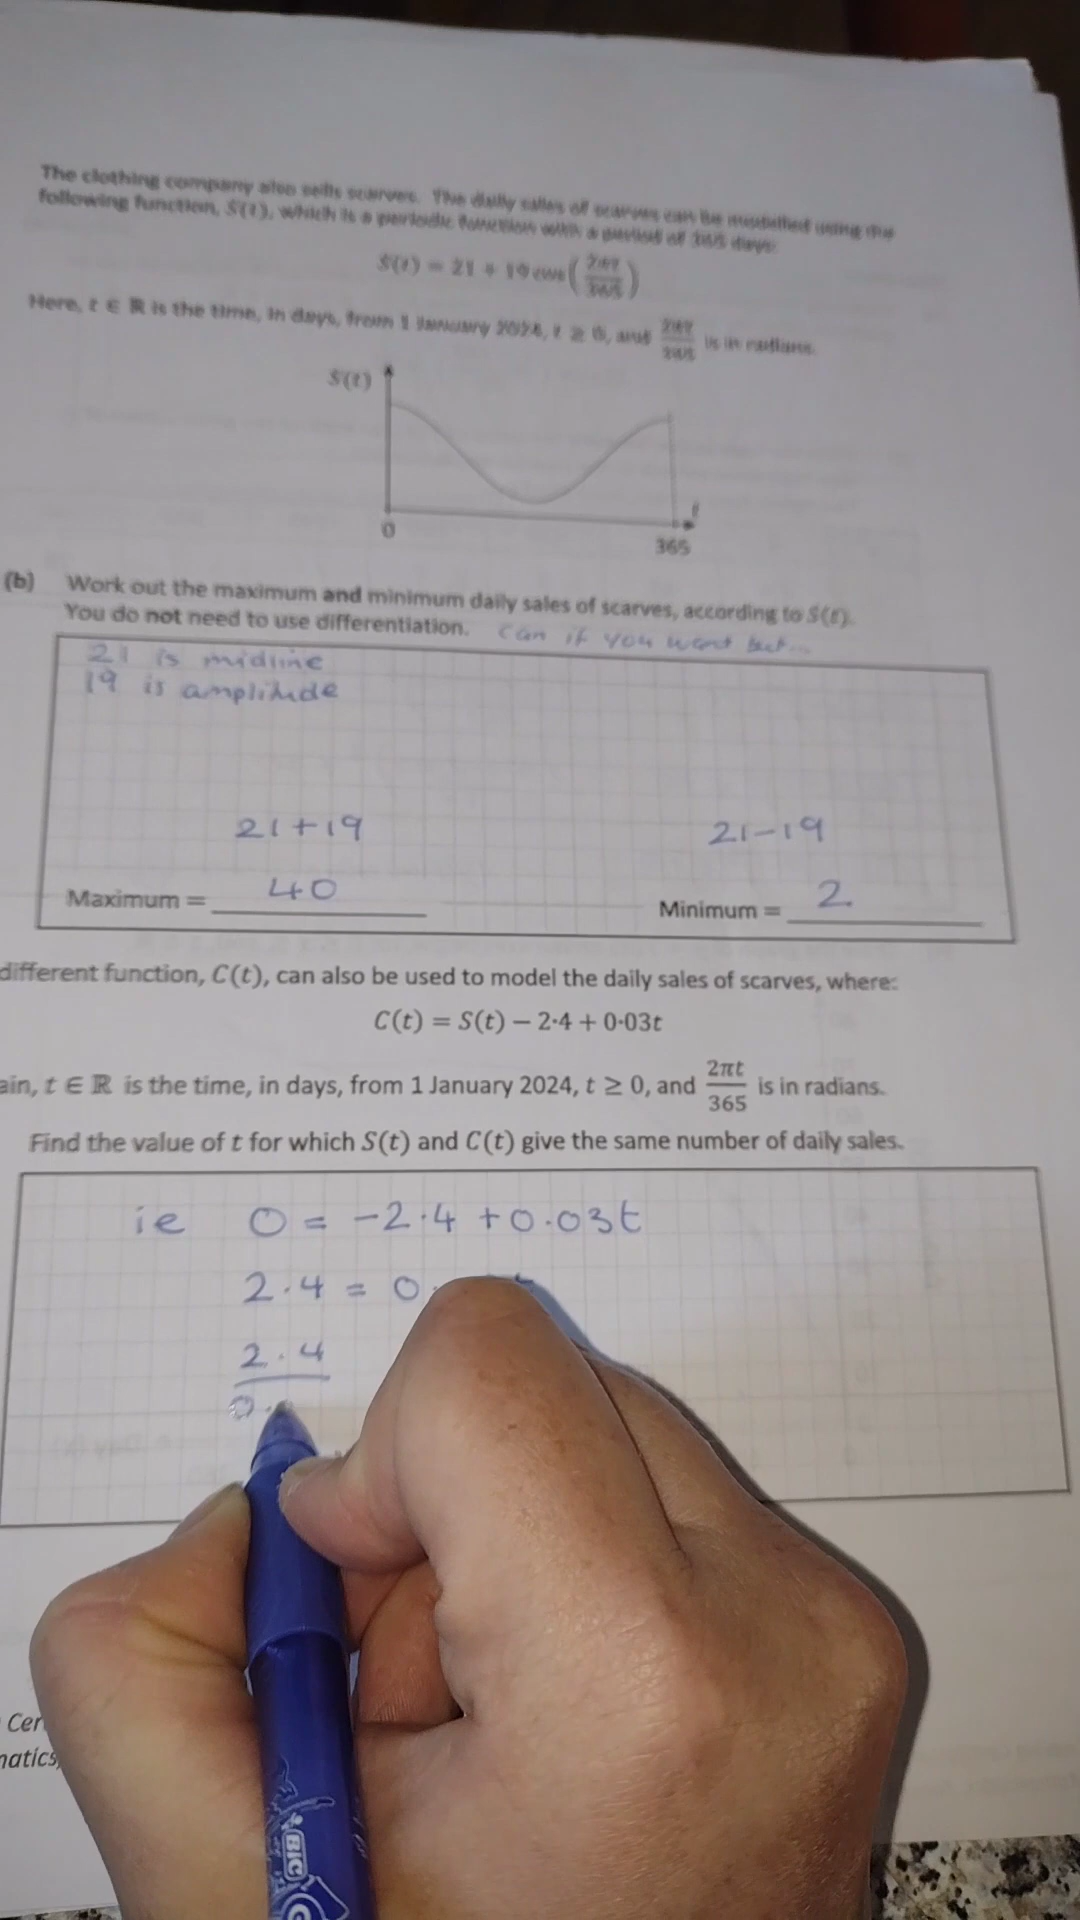 The clothing company also sells scarves. The daily sales of scarves can be modelled using the
following function, S(t), which is a periodic function with a period of 365 days:
S(t) = 21 + 19 cos(2πt/365)
Here, t ∈ ℝ is the time, in days, from 1 January 2024, t ≥ 0, and 2πt/365 is in radians.
S(t)
t
0
365
(b) Work out the maximum and minimum daily sales of scarves, according to S(t).
You do not need to use differentiation. can if you want but...
21 is midline
19 is amplitude
21+19
21-19
Maximum = 40
Minimum = 2
different function, C(t), can also be used to model the daily sales of scarves, where:
C(t) = S(t) − 2·4 + 0·03t
ain, t ∈ ℝ is the time, in days, from 1 January 2024, t ≥ 0, and 2πt/365 is in radians.
Find the value of t for which S(t) and C(t) give the same number of daily sales.
ie 0 = -2.4 +0.03t
2.4 = 0.
2.4
0.
Cer
natics,
BIC